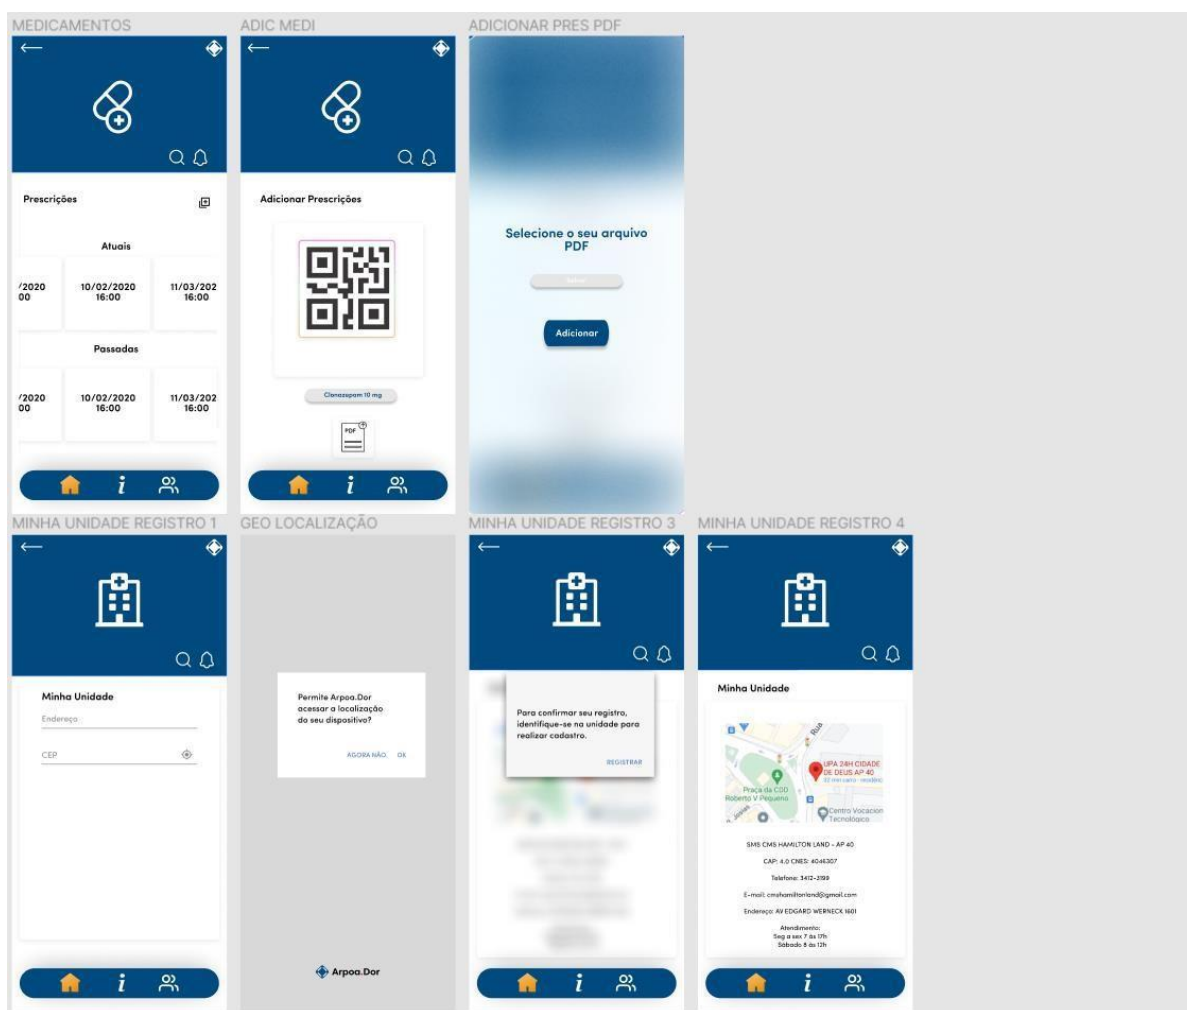 MEDICAMENTOS
ADIC MEDI
ADICIONAR PRES PDF
Prescrições
Atuais
/2020
00
10/02/2020
16:00
11/03/202
16:00
Passadas
/2020
00
10/02/2020
16:00
11/03/202
16:00
i
Adicionar Prescrições
Clonazepam 10 mg
PDF
i
Selecione o seu arquivo
PDF
Adicionar
MINHA UNIDADE REGISTRO 1
GEO LOCALIZAÇÃO
MINHA UNIDADE REGISTRO 3
MINHA UNIDADE REGISTRO 4
Minha Unidade
Endereço
CEP
i
Permite Arpoa.Dor
acessar a localização
do seu dispositivo?
AGORA NÃO
OK
Arpoa.Dor
Para confirmar seu registro,
identifique-se na unidade para
realizar cadastro.
REGISTRAR
i
Minha Unidade
Rua
UPA 24H CIDADE
DE DEUS AP 40
Praça da CDD
Roberto V Pequeno
Centro Vocacion
Tecnológico
SMS CMS HAMILTON LAND - AP 40
CAP: 4.0 CNES: 4046307
Telefone: 3412-3199
E-mail: cmshamiltonland@gmail.com
Endereço: AV EDGARD WERNECK 1601
Atendimento:
Seg a sex 7 às 17h
Sábado 8 às 12h
i